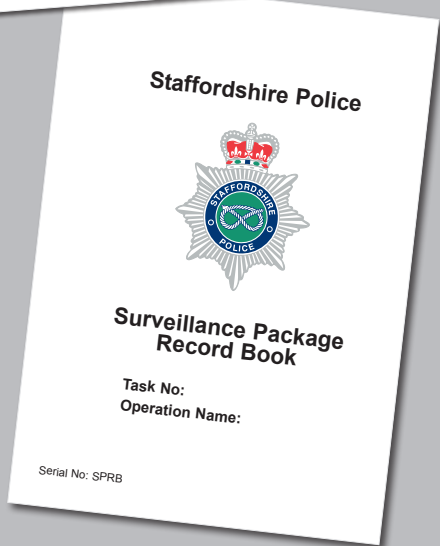 Staffordshire Police
STAFFORDSHIRE
POLICE
Surveillance Package
Record Book
Task No:
Operation Name:
Serial No: SPRB